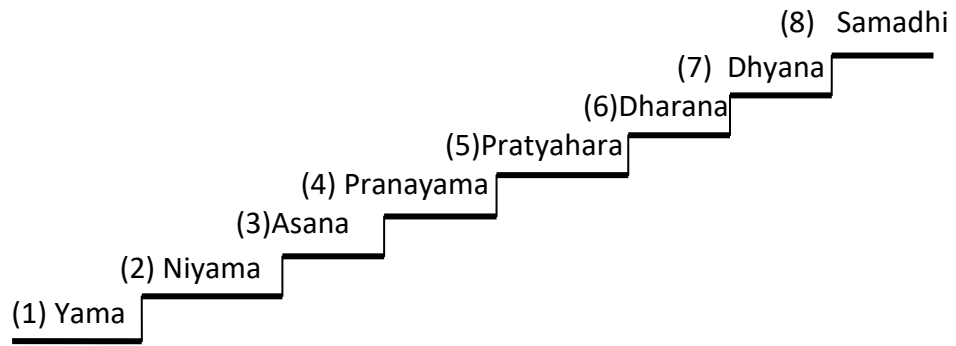 (8) Samadhi
(7) Dhyana
(6)Dharana
(5)Pratyahara
(4) Pranayama
(3)Asana
(2) Niyama
(1) Yama